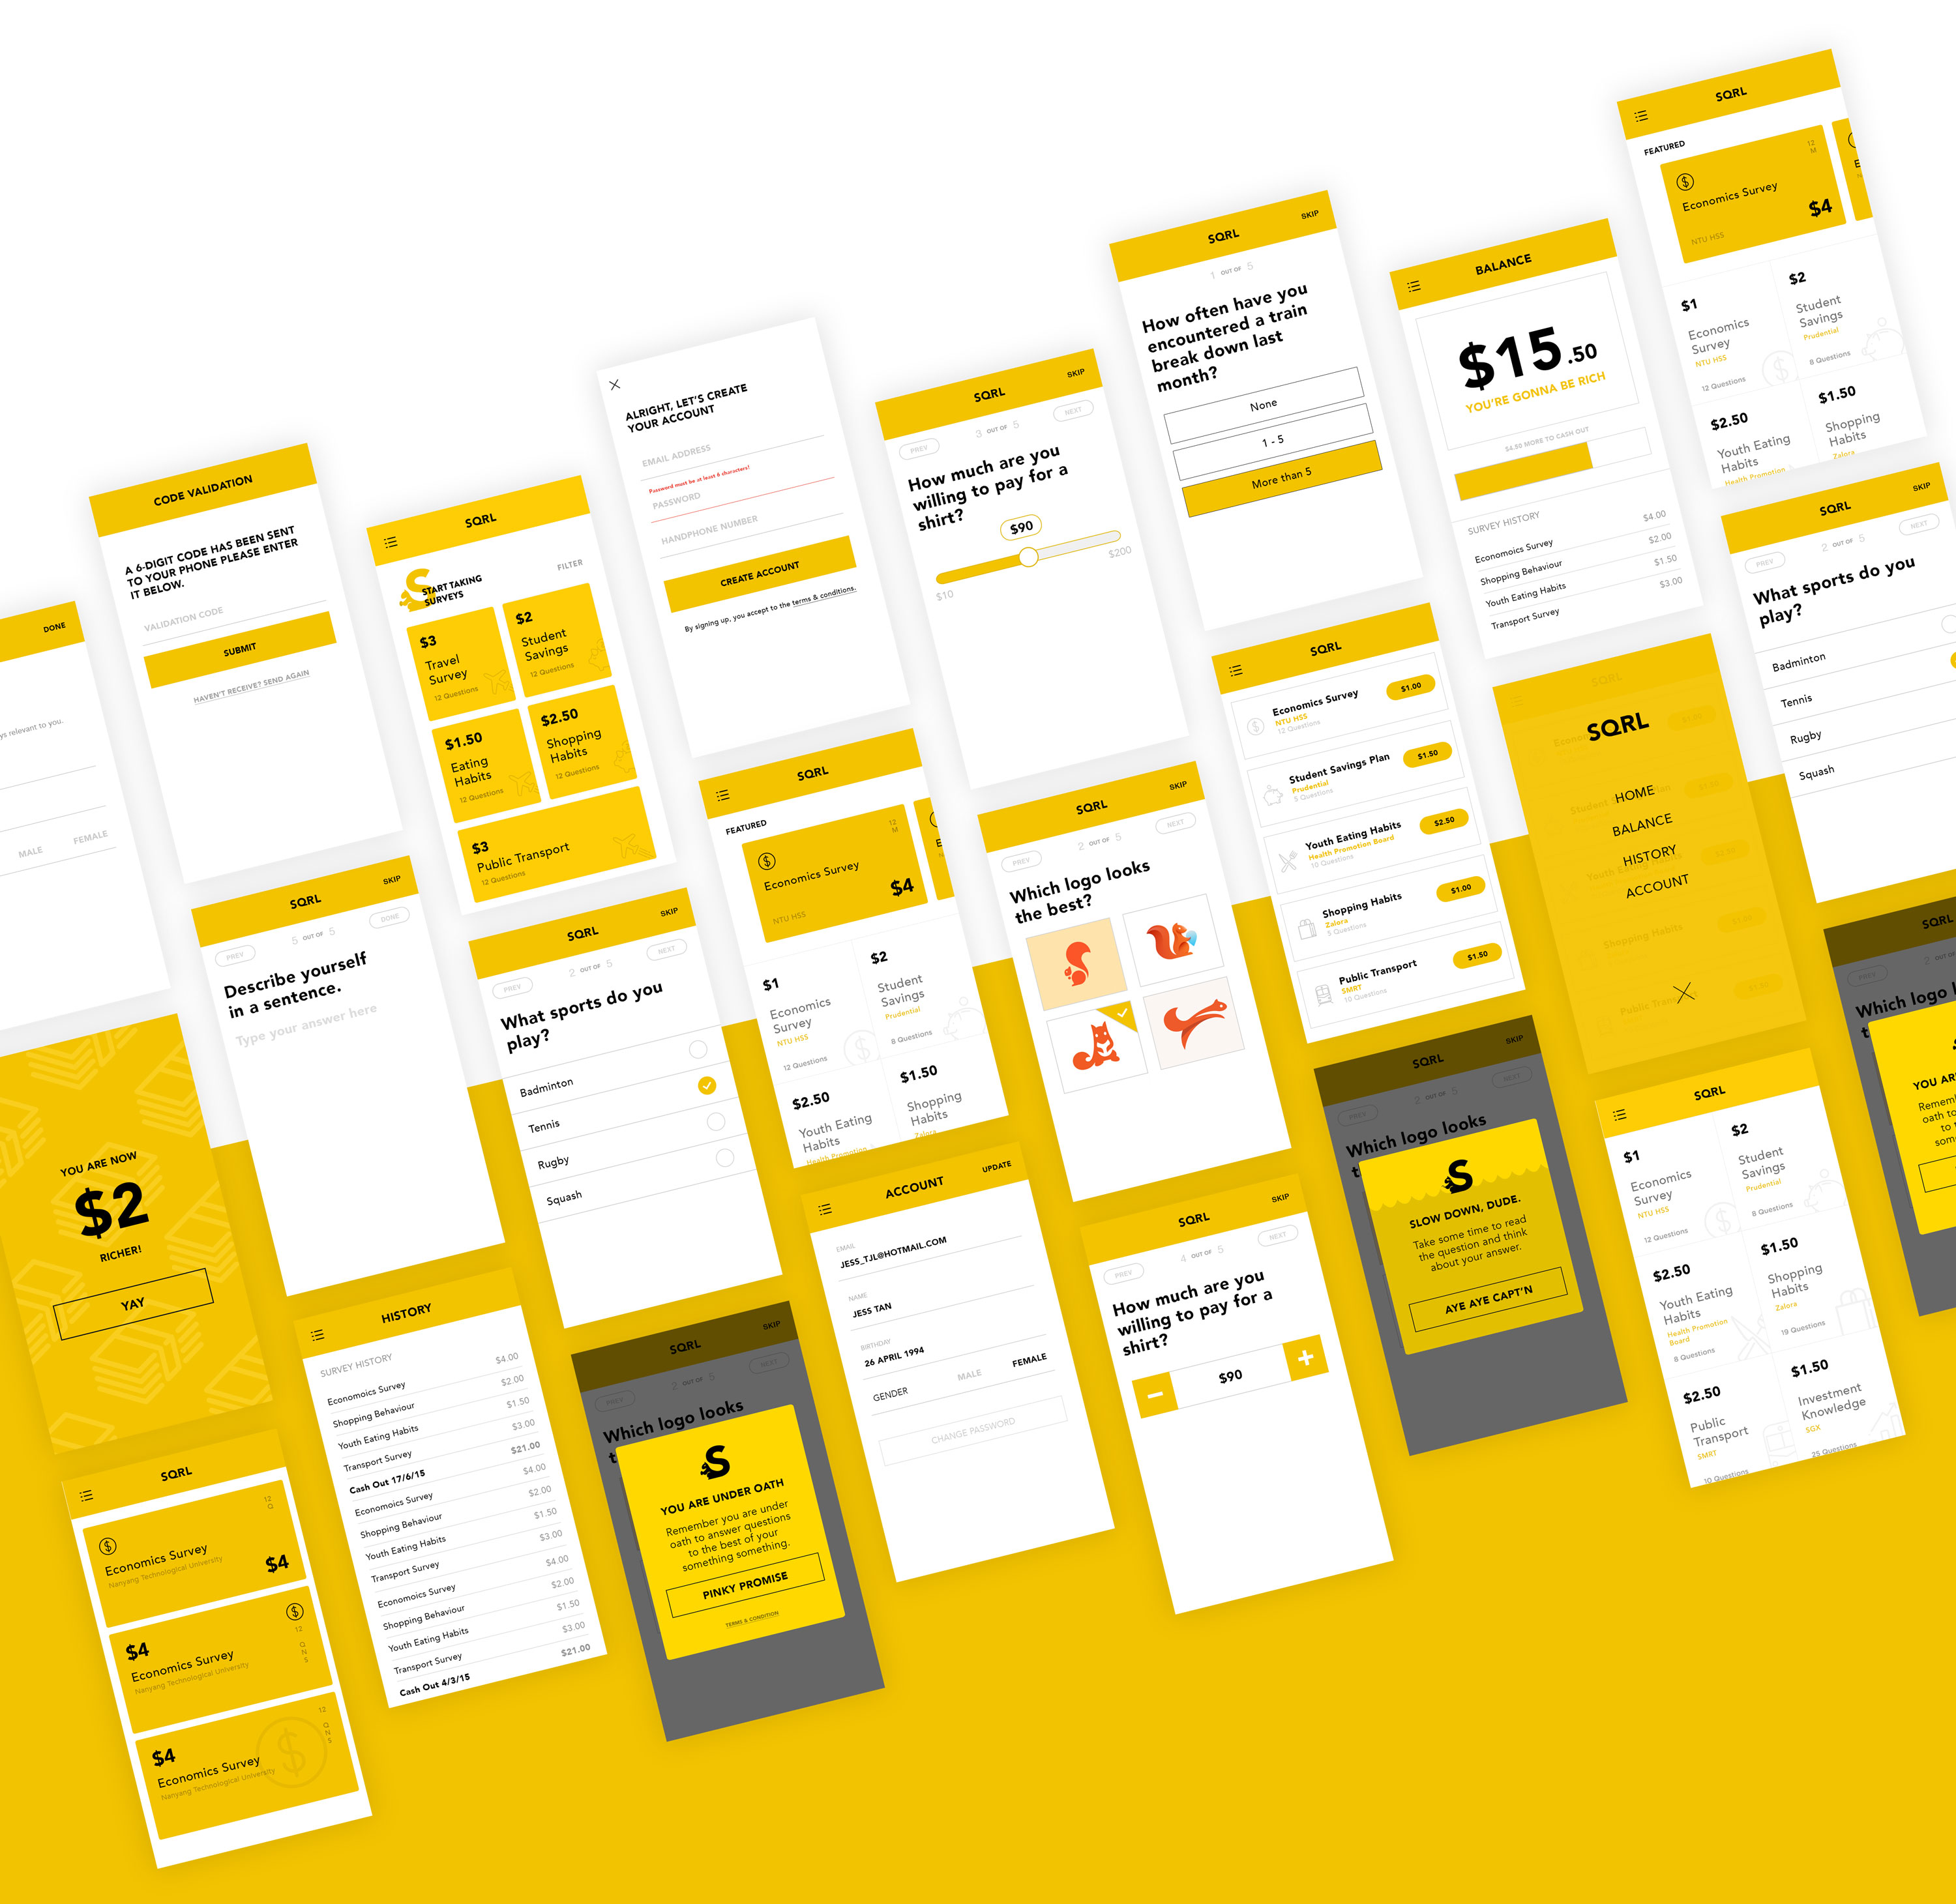 DONE
ys relevant to you.
MALE FEMALE
YOU ARE NOW
$2
RICHER!
YAY
SQRL
12
Q
Economics Survey
Nanyang Technological University
$4
$4
12
Q
N
S
Economics Survey
Nanyang Technological University
$4
12
Q
N
S
Economics Survey
Nanyang Technological University
CODE VALIDATION
A 6-DIGIT CODE HAS BEEN SENT
TO YOUR PHONE PLEASE ENTER
IT BELOW.
VALIDATION CODE
SUBMIT
HAVEN'T RECEIVE? SEND AGAIN
SQRL SKIP
PREV 5 OUT OF 5 DONE
Describe yourself
in a sentence.
Type your answer here
HISTORY
SURVEY HISTORY
Economoics Survey $4.00
Shopping Behaviour $2.00
Youth Eating Habits $1.50
Transport Survey $3.00
Cash Out 17/6/15 $21.00
Economoics Survey $4.00
Shopping Behaviour $2.00
Youth Eating Habits $1.50
Transport Survey $3.00
Economoics Survey $4.00
Shopping Behaviour $2.00
Youth Eating Habits $1.50
Transport Survey $3.00
Cash Out 4/3/15 $21.00
SQRL
START TAKING
SURVEYS
FILTER
$3
Travel
Survey
12 Questions
$2
Student
Savings
12 Questions
$1.50
Eating
Habits
12 Questions
$2.50
Shopping
Habits
12 Questions
$3
Public Transport
12 Questions
SQRL SKIP
PREV 2 OUT OF 5 NEXT
What sports do you
play?
Badminton
Tennis
Rugby
Squash
SQRL SKIP
PREV 2 OUT OF 5 NEXT
Which logo looks
t
S
YOU ARE UNDER OATH
Remember you are under
oath to answer questions
to the best of your
something something.
PINKY PROMISE
TERMS & CONDITION
ALRIGHT, LET'S CREATE
YOUR ACCOUNT
EMAIL ADDRESS
Password must be at least 6 characters!
PASSWORD
HANDPHONE NUMBER
CREATE ACCOUNT
By signing up, you accept to the terms & conditions.
SQRL
FEATURED
12
M
Economics Survey
$4
NTU HSS
E
$1
Economics
Survey
NTU HSS
12 Questions
$2
Student
Savings
Prudential
8 Questions
$2.50
Youth Eating
Habits
Health Promotion
$1.50
Shopping
Habits
Zalora
ACCOUNT UPDATE
EMAIL
JESS_TJL@HOTMAIL.COM
NAME
JESS TAN
BIRTHDAY
26 APRIL 1994
GENDER MALE FEMALE
CHANGE PASSWORD
SQRL SKIP
PREV 3 OUT OF 5 NEXT
How much are you
willing to pay for a
shirt?
$90
$10 $200
SQRL SKIP
PREV 2 OUT OF 5 NEXT
Which logo looks
the best?
SQRL SKIP
PREV 4 OUT OF 5 NEXT
How much are you
willing to pay for a
shirt?
$90
SQRL SKIP
1 OUT OF 5
How often have you
encountered a train
break down last
month?
None
1 - 5
More than 5
SQRL
Economics Survey $1.00
NTU HSS
12 Questions
Student Savings Plan $1.50
Prudential
5 Questions
Youth Eating Habits $2.50
Health Promotion Board
10 Questions
Shopping Habits $1.00
Zalora
5 Questions
Public Transport $1.50
SMRT
10 Questions
SQRL SKIP
PREV 2 OUT OF 5 NEXT
Which logo looks
t
S
SLOW DOWN, DUDE.
Take some time to read
the question and think
about your answer.
AYE AYE CAPT'N
BALANCE
$15.50
YOU'RE GONNA BE RICH
$4.50 MORE TO CASH OUT
SURVEY HISTORY
Economoics Survey $4.00
Shopping Behaviour $2.00
Youth Eating Habits $1.50
Transport Survey $3.00
SQRL
SQRL
HOME
BALANCE
HISTORY
ACCOUNT
Shopping Habits
SQRL
$1
Economics
Survey
NTU HSS
12 Questions
$2
Student
Savings
Prudential
8 Questions
$2.50
Youth Eating
Habits
Health Promotion
Board
8 Questions
$1.50
Shopping
Habits
Zalora
19 Questions
$2.50
Public
Transport
SMRT
10 Questions
$1.50
Investment
Knowledge
SGX
25 Questions
SQRL
FEATURED
12
M
Economics Survey
$4
NTU HSS
E
$1
Economics
Survey
NTU HSS
12 Questions
$2
Student
Savings
Prudential
8 Questions
$2.50
Youth Eating
Habits
Health Promotion
$1.50
Shopping
Habits
Zalora
SQRL SKIP
PREV 2 OUT OF 5 NEXT
What sports do you
play?
Badminton
Tennis
Rugby
Squash
SQRL
PREV 2 OUT OF
Which logo l
t
YOU AR
Remem
oath to
to t
som